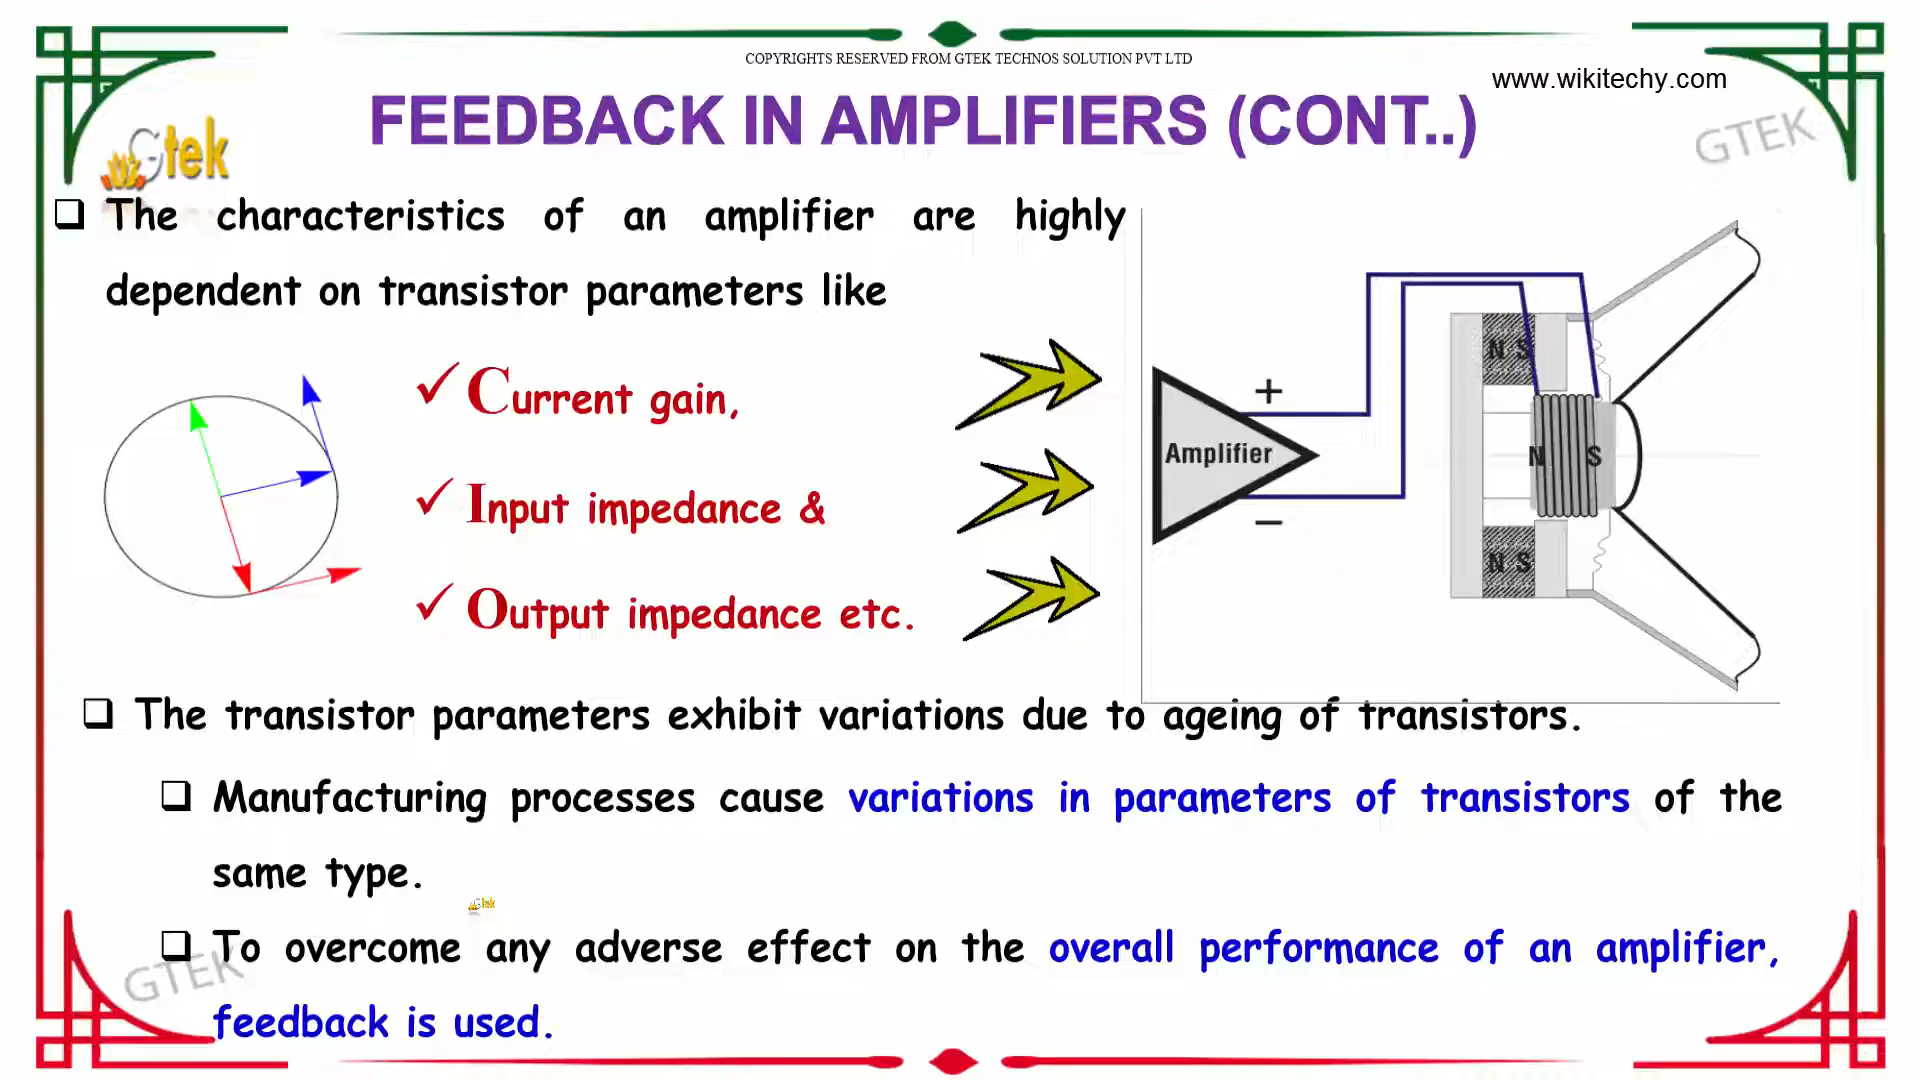 COPYRIGHTS RESERVED FROM GTEK TECHNOS SOLUTION PVT LTD
www.wikitechy.com
FEEDBACK IN AMPLIFIERS (CONT..)
Gtek
GTEK
❑ The characteristics of an amplifier are highly
dependent on transistor parameters like
✓ Current gain,
✓ Input impedance &
✓ Output impedance etc.
+
Amplifier
−
N S
N S
N S
❑ The transistor parameters exhibit variations due to ageing of transistors.
❑ Manufacturing processes cause variations in parameters of transistors of the
same type.
Gtek
❑ To overcome any adverse effect on the overall performance of an amplifier,
GTEK
feedback is used.